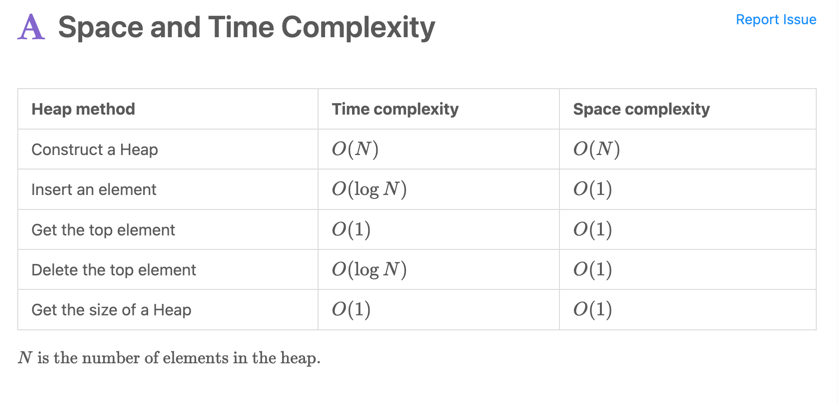 A Space and Time Complexity Report Issue
Heap method Time complexity Space complexity
Construct a Heap O(N) O(N)
Insert an element O(log N) O(1)
Get the top element O(1) O(1)
Delete the top element O(log N) O(1)
Get the size of a Heap O(1) O(1)
N is the number of elements in the heap.